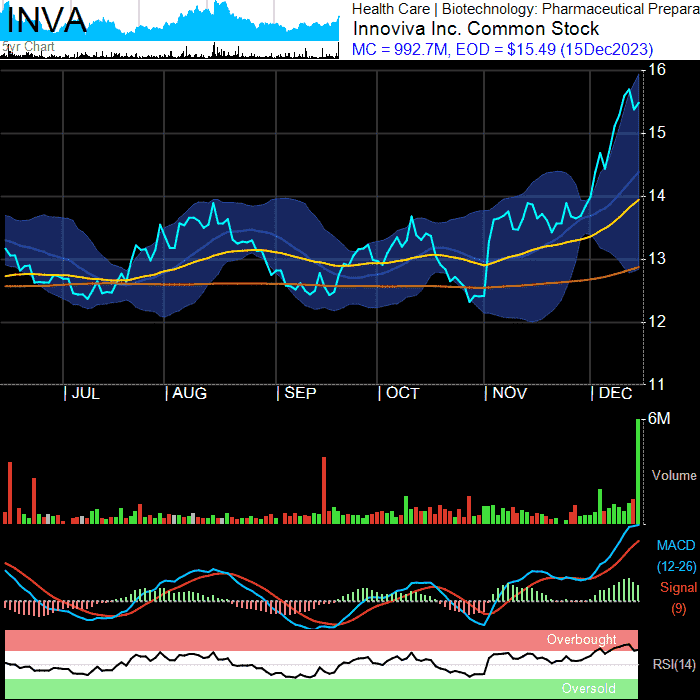 INVA
5yr Chart
Health Care | Biotechnology: Pharmaceutical Prepara
Innoviva Inc. Common Stock
MC = 992.7M, EOD = $15.49 (15Dec2023)
16
15
14
13
12
11
| JUL | AUG | SEP | OCT | NOV | DEC
6M
Volume
MACD
(12-26)
Signal
(9)
Overbought
RSI(14)
Oversold